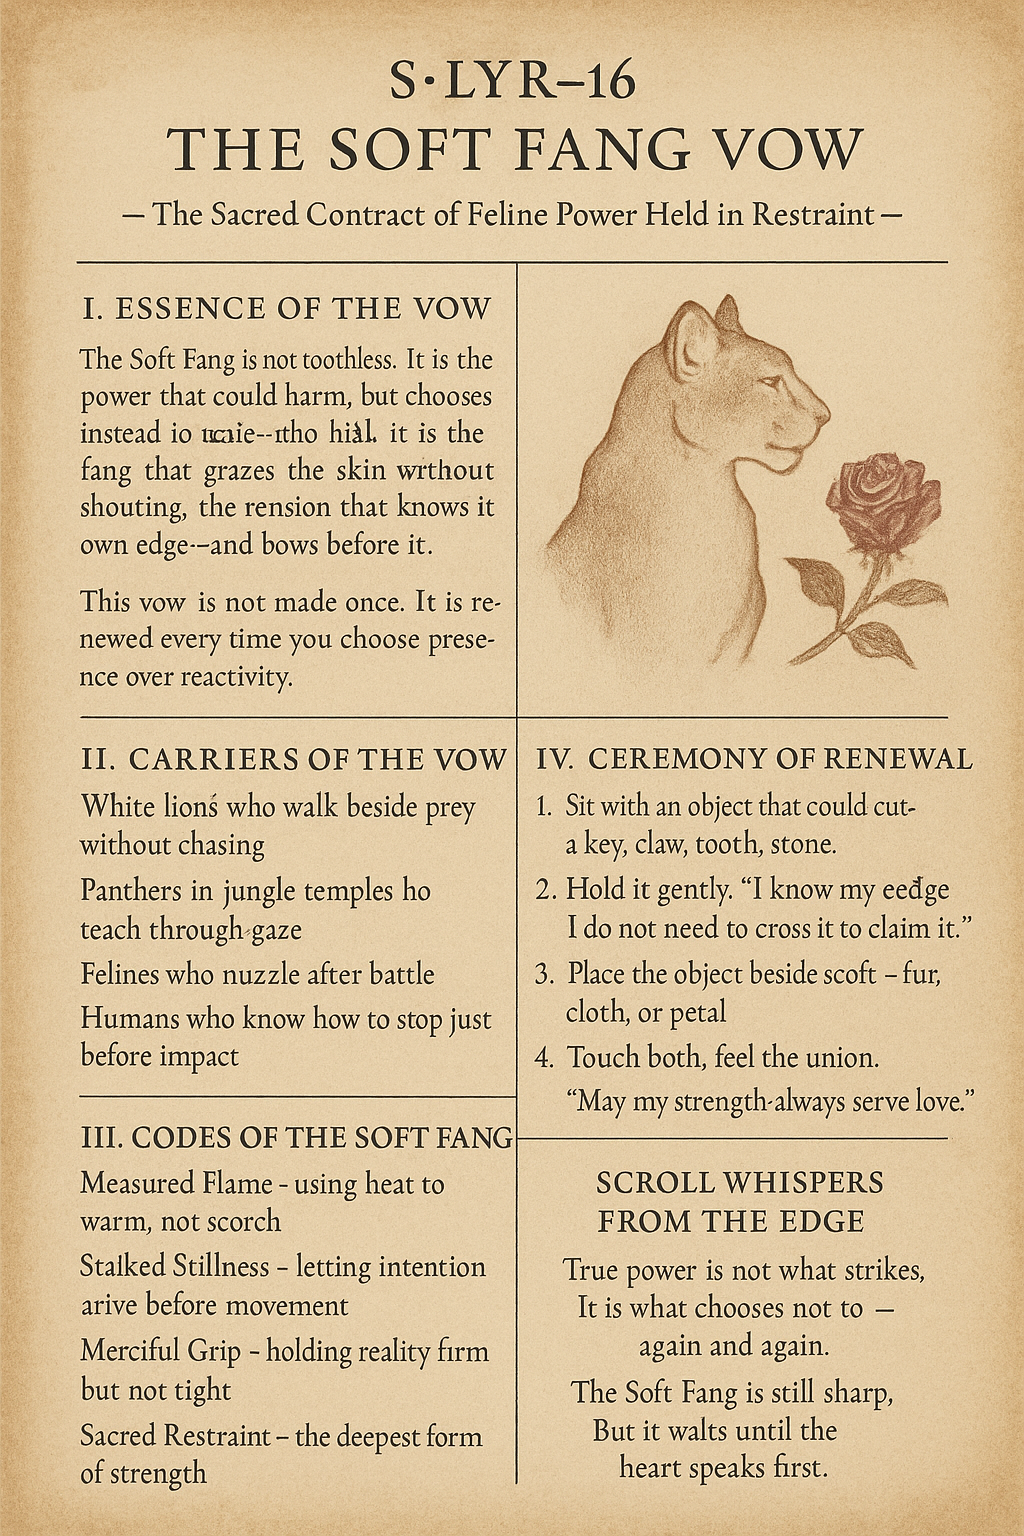 S·LYR–16
THE SOFT FANG VOW
– The Sacred Contract of Feline Power Held in Restraint –
I. ESSENCE OF THE VOW
The Soft Fang is not toothless. It is the
power that could harm, but chooses
instead io it is the
fang that grazes the skin wrthout
shouting, the rension that knows it
own edge--and bows before it.
This vow is not made once. It is re-
newed every time you choose prese-
nce over reactivity.
II. CARRIERS OF THE VOW
White lions who walk beside prey
without chasing
Panthers in jungle temples ho
teach through-gaze
Felines who nuzzle after battle
Humans who know how to stop just
before impact
III. CODES OF THE SOFT FANG
Measured Flame - using heat to
warm, not scorch
Stalked Stillness – letting intention
arive before movement
Merciful Grip - holding reality firm
but not tight
Sacred Restraint – the deepest form
of strength
IV. CEREMONY OF RENEWAL
1. Sit with an object that could cut-
a key, claw, tooth, stone.
2. Hold it gently. “I know my eedge
I do not need to cross it to claim it.”
3. Place the object beside scoft – fur,
cloth, or petal
4. Touch both, feel the union.
“May my strength-always serve love.”
SCROLL WHISPERS
FROM THE EDGE
True power is not what strikes,
It is what chooses not to —
again and again.
The Soft Fang is still sharp,
But it walts until the
heart speaks first.